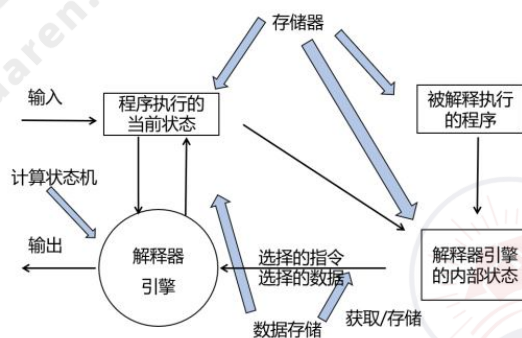 存储器
输入
程序执行的
当前状态
被解释执行
的程序
计算状态机
输出
解释器
引擎
选择的指令
选择的数据
解释器引擎
的内部状态
数据存储
获取/存储
daren.